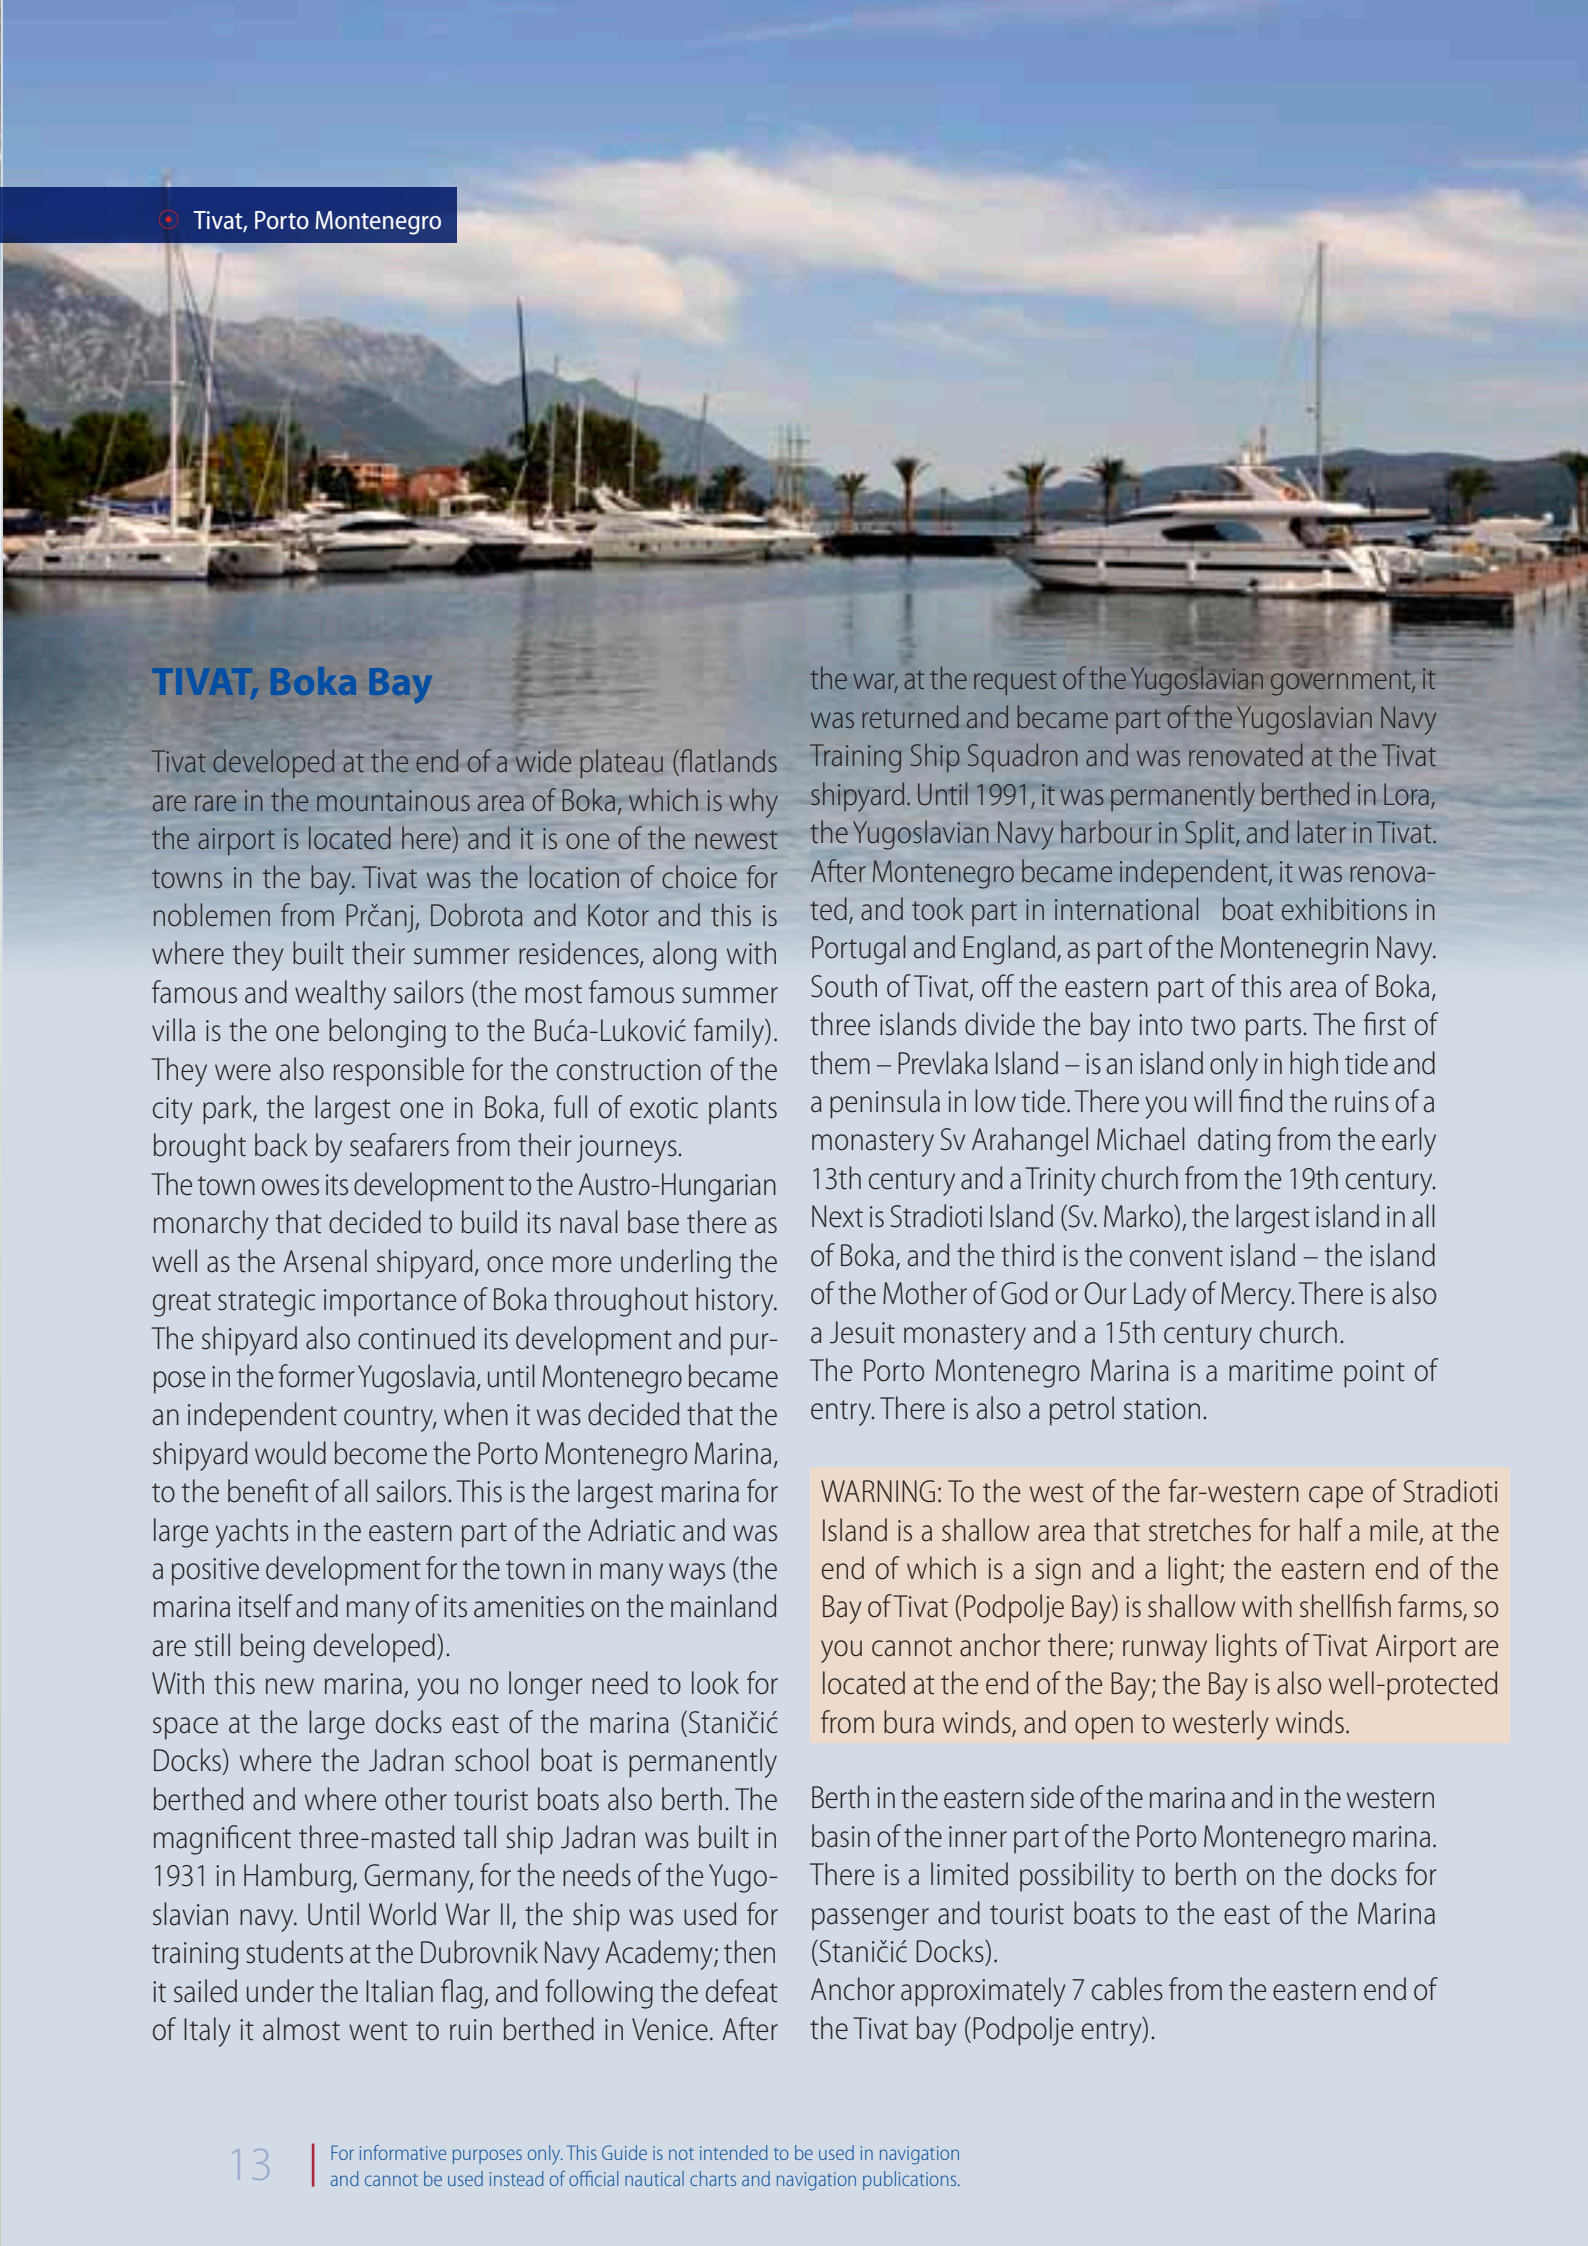 Tivat, Porto Montenegro
TIVAT, Boka Bay
Tivat developed at the end of a wide plateau (flatlands
are rare in the mountainous area of Boka, which is why
the airport is located here) and it is one of the newest
towns in the bay. Tivat was the location of choice for
noblemen from Prčanj, Dobrota and Kotor and this is
where they built their summer residences, along with
famous and wealthy sailors (the most famous summer
villa is the one belonging to the Buća-Luković family).
They were also responsible for the construction of the
city park, the largest one in Boka, full of exotic plants
brought back by seafarers from their journeys.
The town owes its development to the Austro-Hungarian
monarchy that decided to build its naval base there as
well as the Arsenal shipyard, once more underling the
great strategic importance of Boka throughout history.
The shipyard also continued its development and pur-
pose in the former Yugoslavia, until Montenegro became
an independent country, when it was decided that the
shipyard would become the Porto Montenegro Marina,
to the benefit of all sailors. This is the largest marina for
large yachts in the eastern part of the Adriatic and was
a positive development for the town in many ways (the
marina itself and many of its amenities on the mainland
are still being developed).
With this new marina, you no longer need to look for
space at the large docks east of the marina (Staničić
Docks) where the Jadran school boat is permanently
berthed and where other tourist boats also berth. The
magnificent three-masted tall ship Jadran was built in
1931 in Hamburg, Germany, for the needs of the Yugo-
slavian navy. Until World War II, the ship was used for
training students at the Dubrovnik Navy Academy; then
it sailed under the Italian flag, and following the defeat
of Italy it almost went to ruin berthed in Venice. After
the war, at the request of the Yugoslavian government, it
was returned and became part of the Yugoslavian Navy
Training Ship Squadron and was renovated at the Tivat
shipyard. Until 1991, it was permanently berthed in Lora,
the Yugoslavian Navy harbour in Split, and later in Tivat.
After Montenegro became independent, it was renova-
ted, and took part in international boat exhibitions in
Portugal and England, as part of the Montenegrin Navy.
South of Tivat, off the eastern part of this area of Boka,
three islands divide the bay into two parts. The first of
them – Prevlaka Island – is an island only in high tide and
a peninsula in low tide. There you will find the ruins of a
monastery Sv Arahangel Michael dating from the early
13th century and a Trinity church from the 19th century.
Next is Stradioti Island (Sv. Marko), the largest island in all
of Boka, and the third is the convent island – the island
of the Mother of God or Our Lady of Mercy. There is also
a Jesuit monastery and a 15th century church.
The Porto Montenegro Marina is a maritime point of
entry. There is also a petrol station.
WARNING: To the west of the far-western cape of Stradioti
Island is a shallow area that stretches for half a mile, at the
end of which is a sign and a light; the eastern end of the
Bay of Tivat (Podpolje Bay) is shallow with shellfish farms, so
you cannot anchor there; runway lights of Tivat Airport are
located at the end of the Bay; the Bay is also well-protected
from bura winds, and open to westerly winds.
Berth in the eastern side of the marina and in the western
basin of the inner part of the Porto Montenegro marina.
There is a limited possibility to berth on the docks for
passenger and tourist boats to the east of the Marina
(Staničić Docks).
Anchor approximately 7 cables from the eastern end of
the Tivat bay (Podpolje entry).
13
For informative purposes only. This Guide is not intended to be used in navigation
and cannot be used instead of official nautical charts and navigation publications.